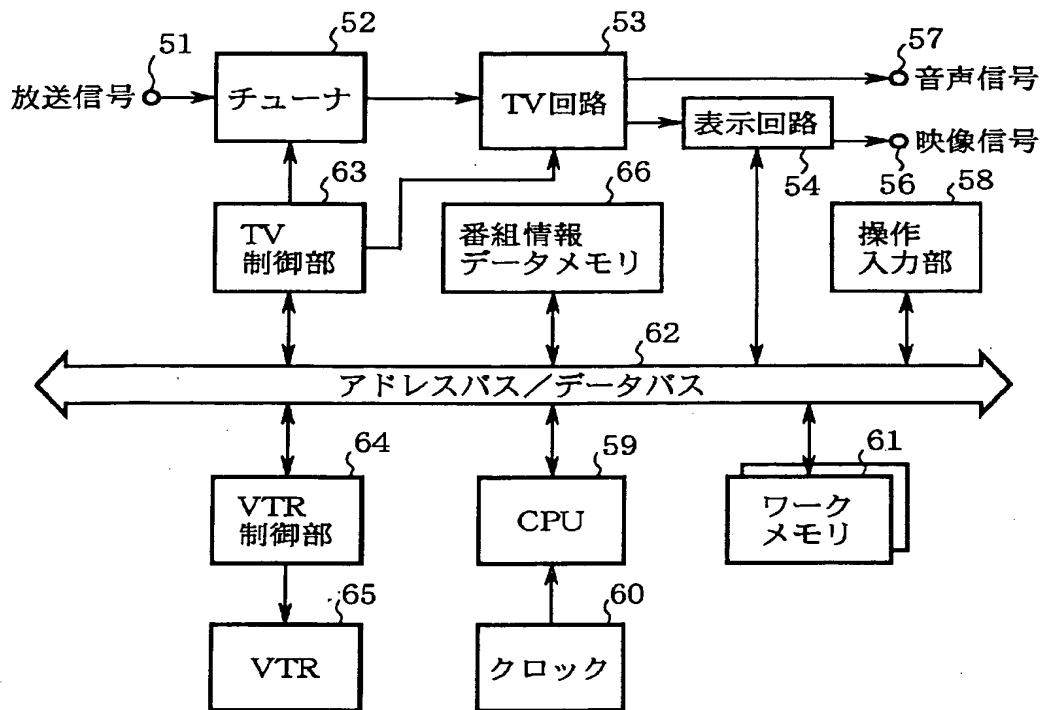 51
52
53
57
放送信号
チューナ
TV回路
音声信号
表示回路
映像信号
63
66
54
56
58
TV
制御部
番組情報
データメモリ
操作
入力部
62
アドレスバス/データバス
64
59
61
VTR
制御部
CPU
ワーク
メモリ
65
60
VTR
クロック